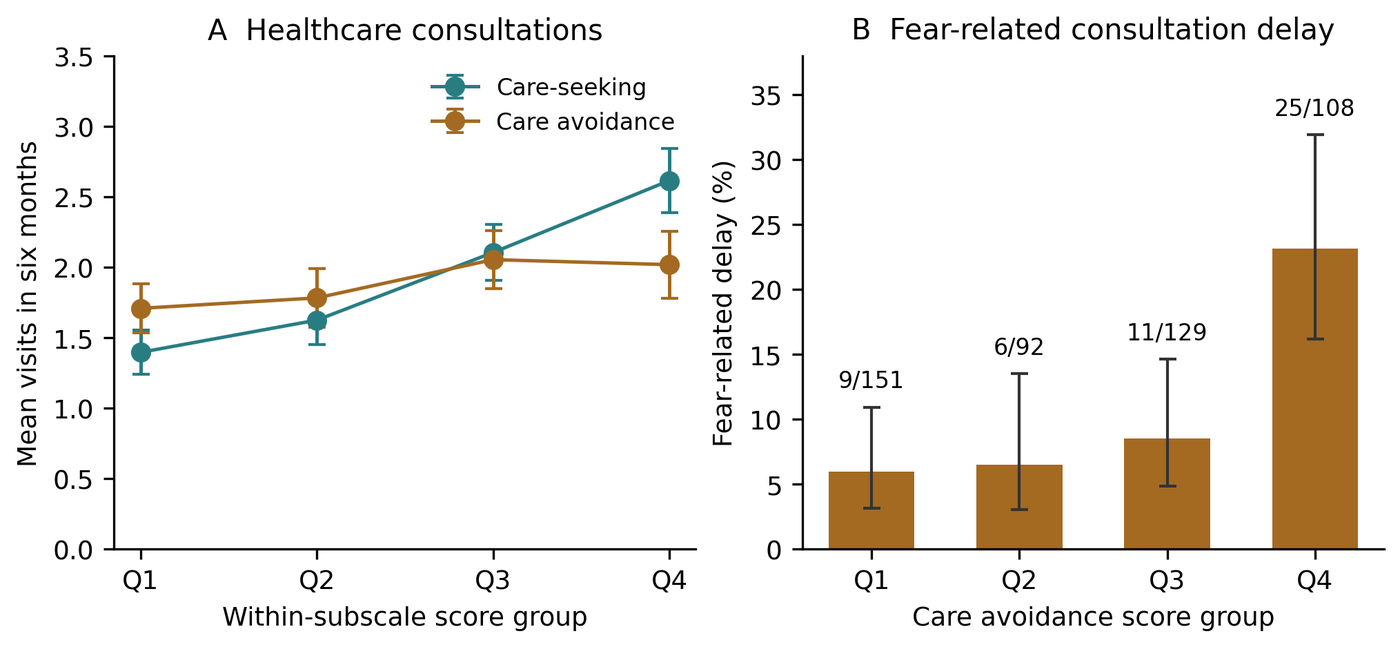 A  Healthcare consultations
Mean visits in six months
3.5
3.0
2.5
2.0
1.5
1.0
0.5
0.0
Care-seeking
Care avoidance
Q1 Q2 Q3 Q4
Within-subscale score group
B  Fear-related consultation delay
Fear-related delay (%)
35
30
25
20
15
10
5
0
9/151
6/92
11/129
25/108
Q1 Q2 Q3 Q4
Care avoidance score group